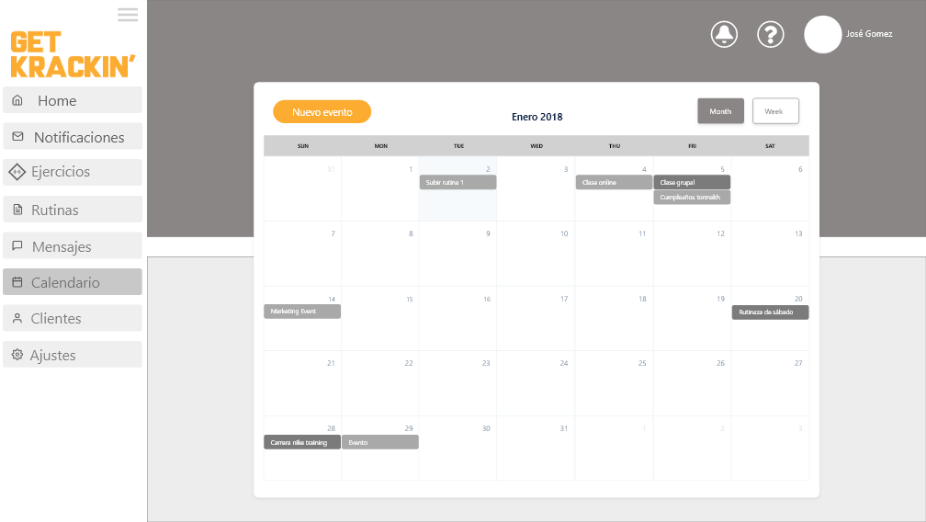 GET
KRACKIN'
José Gomez
Home
Notificaciones
Ejercicios
Rutinas
Mensajes
Calendario
Clientes
Ajustes
Nuevo evento
Enero 2018
Month
Week
SUN MON TUE WED THU FRI SAT
1 2 3 4 5 6
Subir rutina 1
Clase online
Clase grupal
Cumpleaños
7 8 9 10 11 12 13
14 15 16 17 18 19 20
Marketing Event
Rutinaza de sábado
21 22 23 24 25 26 27
28 29 30 31 1 2 3
Carrera nike training
Evento